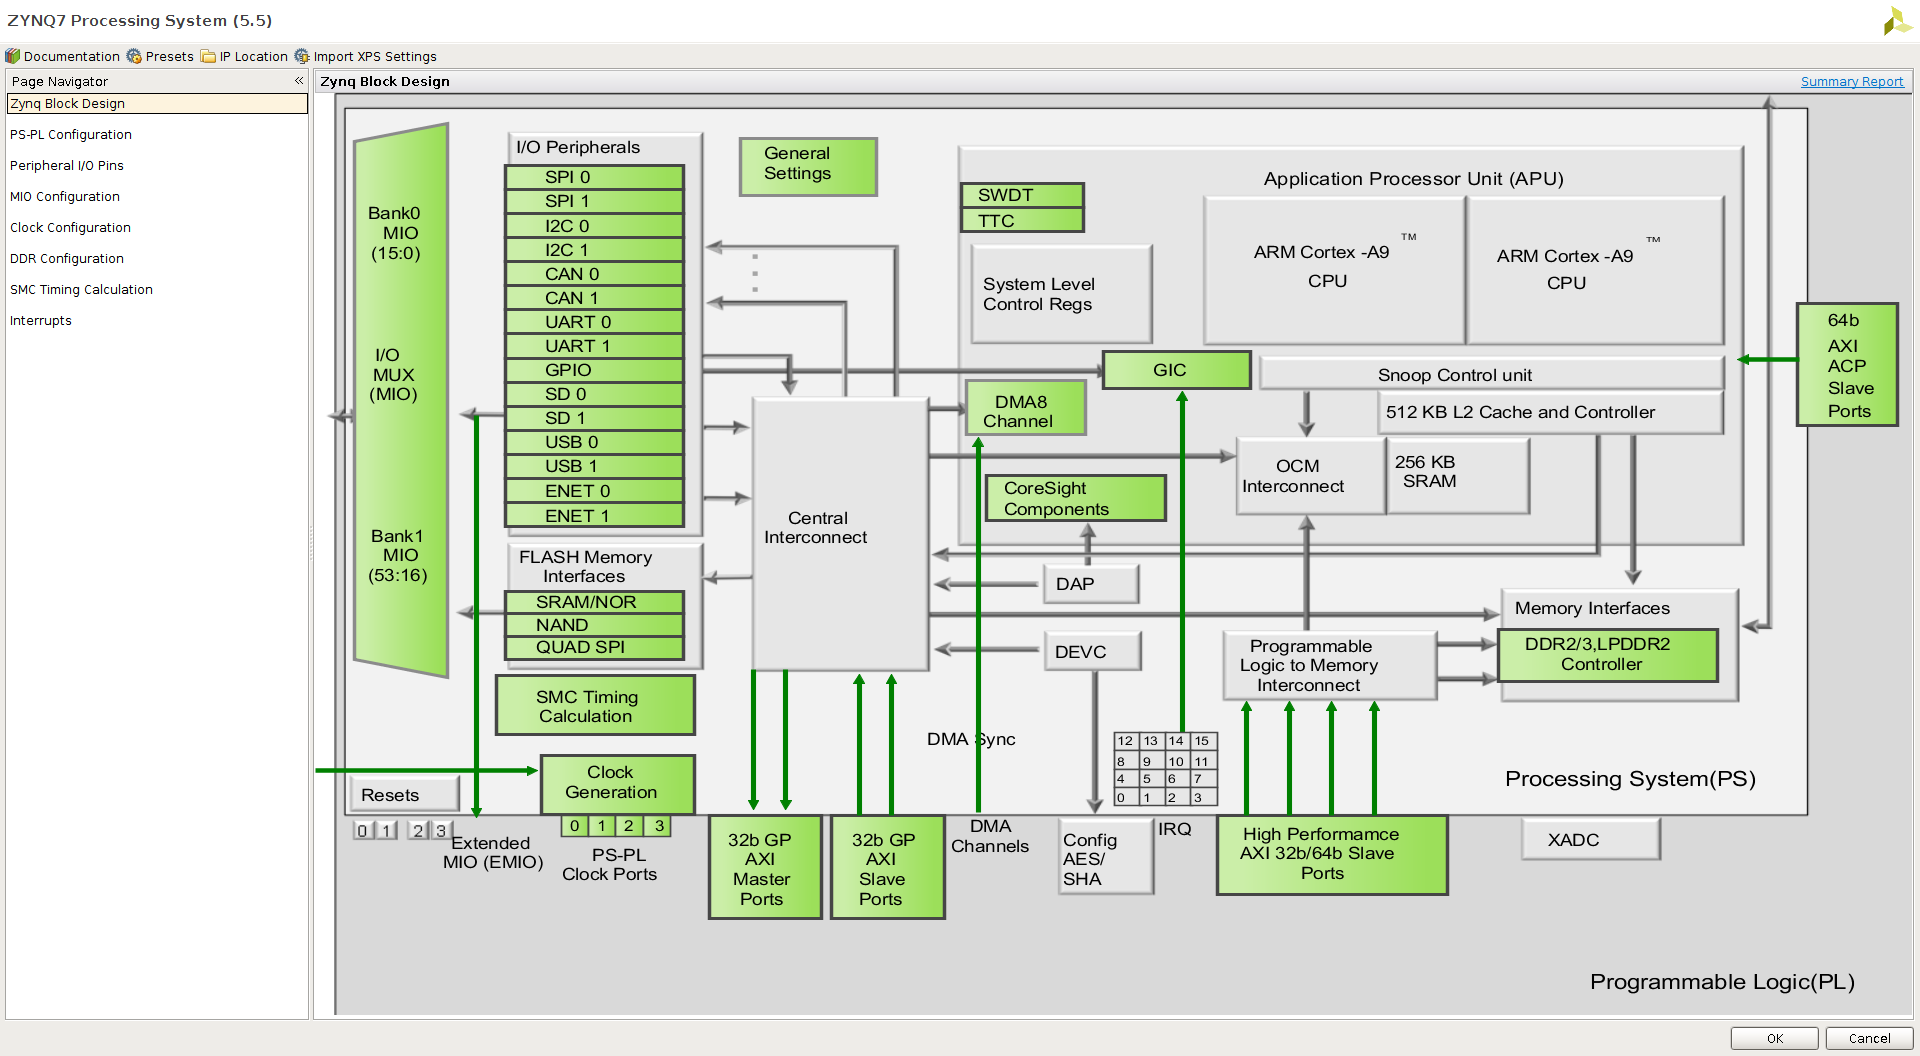 ZYNQ7 Processing System (5.5)
Documentation Presets IP Location Import XPS Settings
Page Navigator «
Zynq Block Design
PS-PL Configuration
Peripheral I/O Pins
MIO Configuration
Clock Configuration
DDR Configuration
SMC Timing Calculation
Interrupts
Zynq Block Design
Summary Report
Bank0
MIO
(15:0)
I/O
MUX
(MIO)
Bank1
MIO
(53:16)
I/O Peripherals
SPI 0
SPI 1
I2C 0
I2C 1
CAN 0
CAN 1
UART 0
UART 1
GPIO
SD 0
SD 1
USB 0
USB 1
ENET 0
ENET 1
FLASH Memory
Interfaces
SRAM/NOR
NAND
QUAD SPI
SMC Timing
Calculation
Clock
Generation
0 1 2 3
PS-PL
Clock Ports
Resets
0 1 2 3
Extended
MIO (EMIO)
General
Settings
Central
Interconnect
32b GP
AXI
Master
Ports
32b GP
AXI
Slave
Ports
DMA Sync
DMA
Channels
Application Processor Unit (APU)
SWDT
TTC
System Level
Control Regs
ARM Cortex -A9 ™
CPU
ARM Cortex -A9 ™
CPU
GIC
Snoop Control unit
DMA8
Channel
512 KB L2 Cache and Controller
OCM
Interconnect
256 KB
SRAM
CoreSight
Components
DAP
DEVC
Programmable
Logic to Memory
Interconnect
Memory Interfaces
DDR2/3,LPDDR2
Controller
64b
AXI
ACP
Slave
Ports
12 13 14 15
8 9 10 11
4 5 6 7
0 1 2 3
IRQ
Config
AES/
SHA
High Performamce
AXI 32b/64b Slave
Ports
XADC
Processing System(PS)
Programmable Logic(PL)
OK Cancel